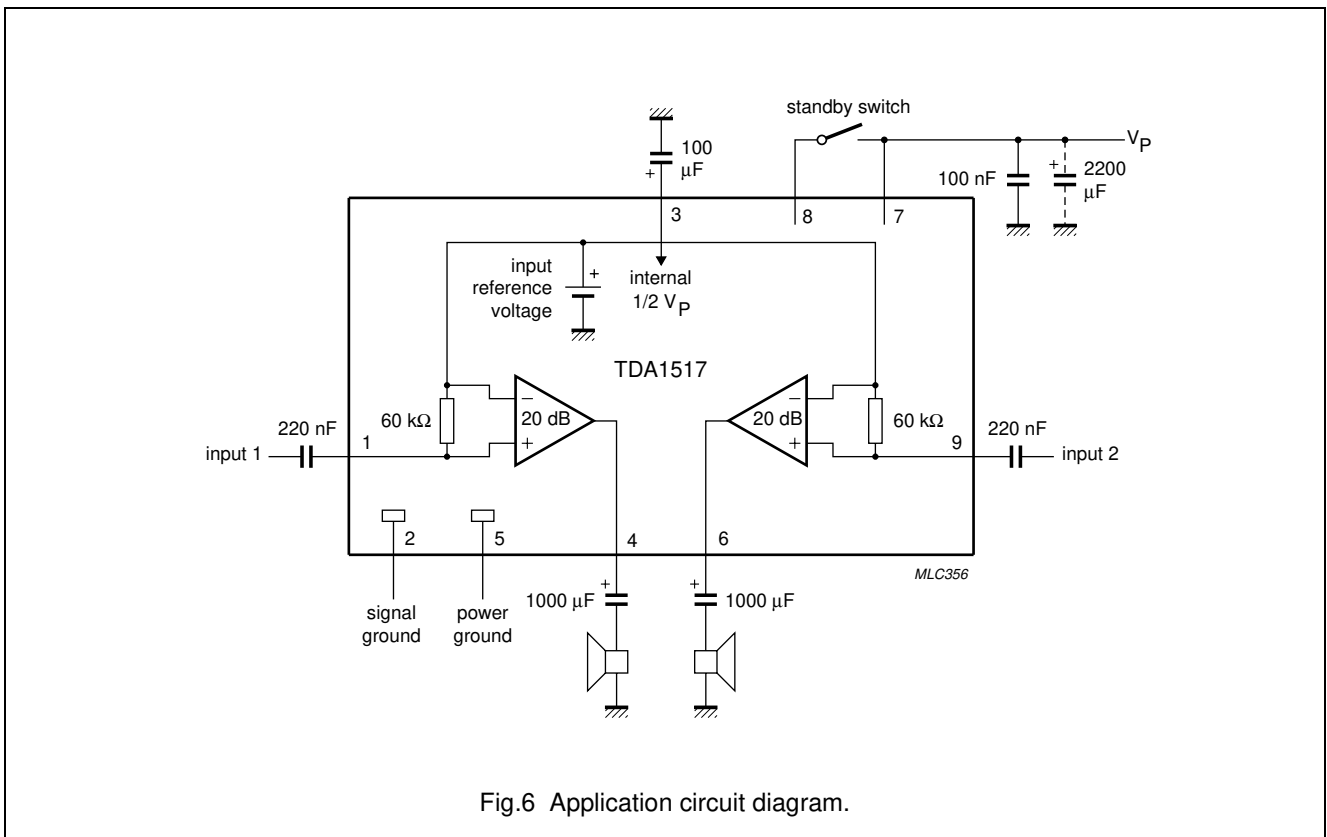 standby switch
VP
100
μF
+
100 nF
+
2200
μF
3
8
7
input
reference
voltage
+
internal
1/2 VP
TDA1517
220 nF
1
60 kΩ
−
+
20 dB
20 dB
−
+
60 kΩ
220 nF
9
input 1
input 2
2
5
4
6
MLC356
signal
ground
power
ground
+
1000 μF
+
1000 μF
Fig.6 Application circuit diagram.